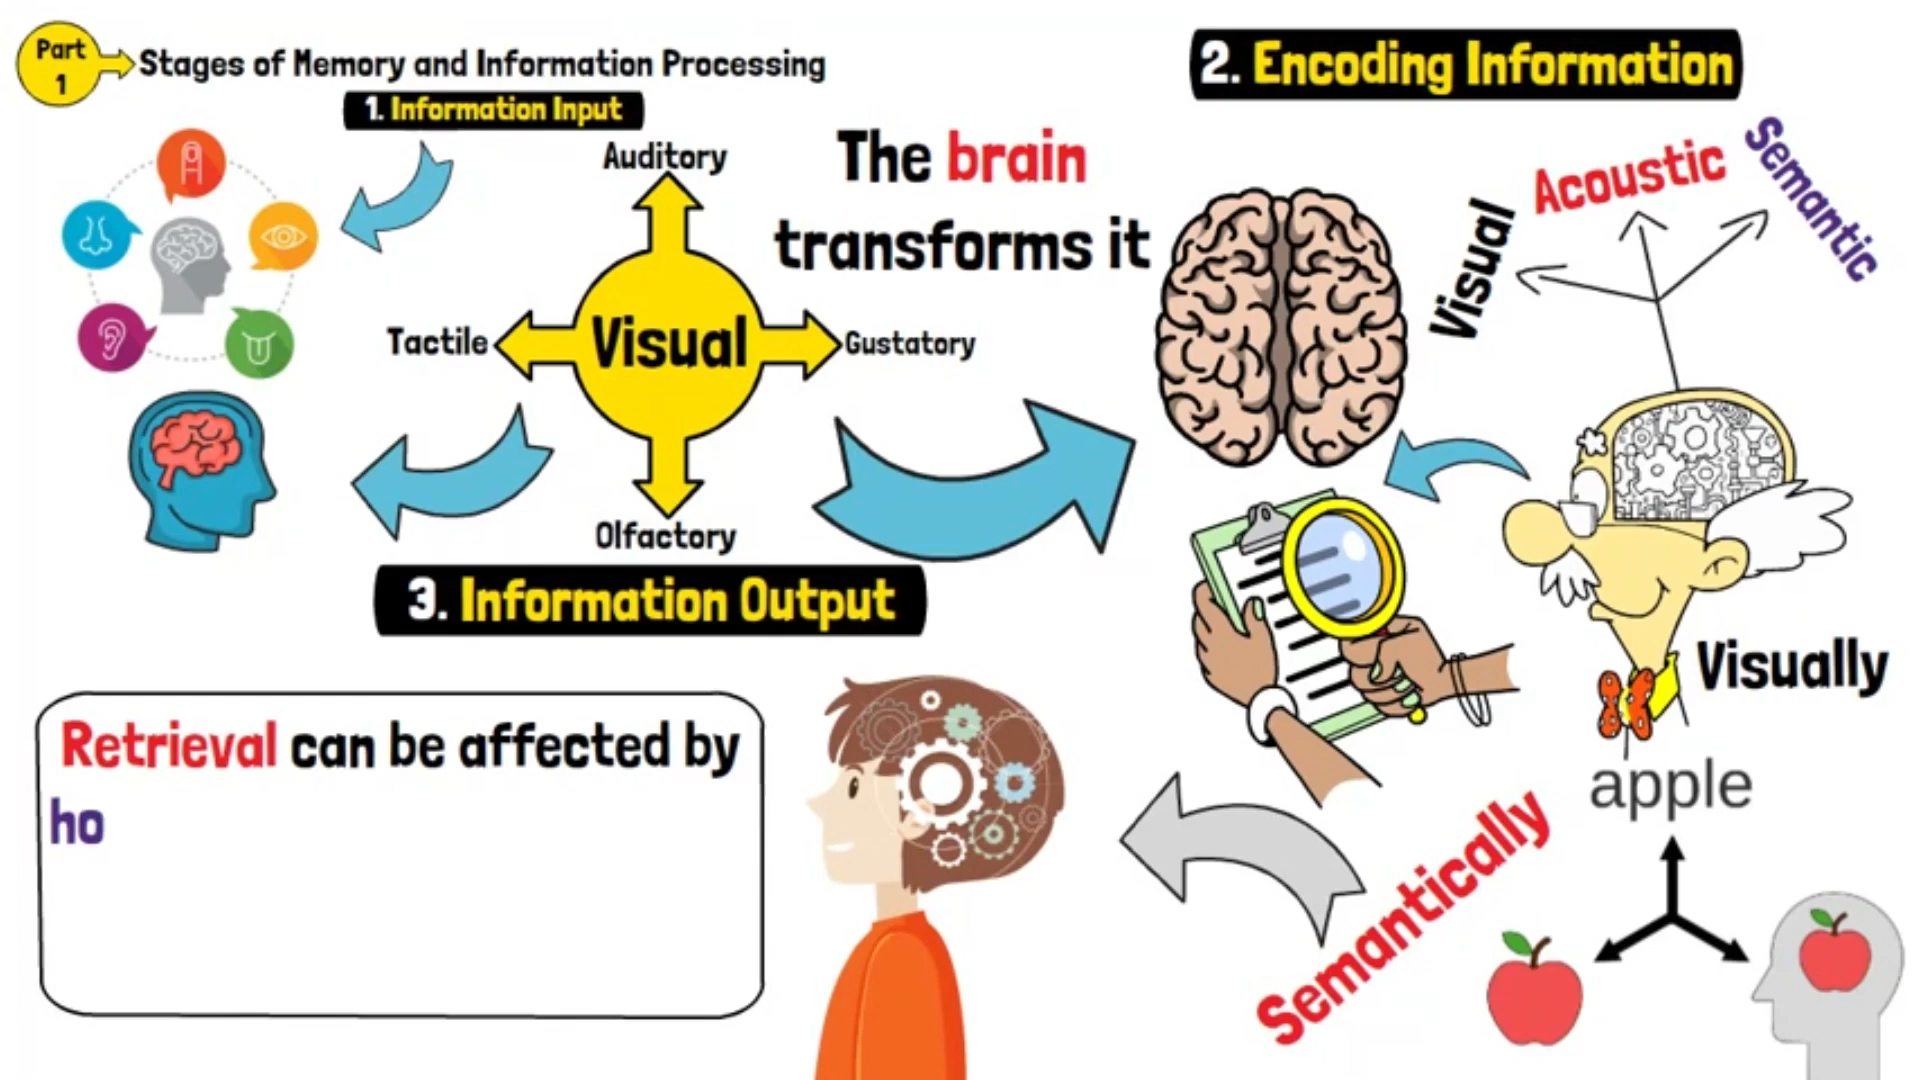 Part
1
Stages of Memory and Information Processing
1. Information Input
Auditory
Tactile
Visual
Gustatory
Olfactory
The brain
transforms it
2. Encoding Information
Visual
Acoustic
Semantic
3. Information Output
Retrieval can be affected by
ho
Visually
apple
Semantically